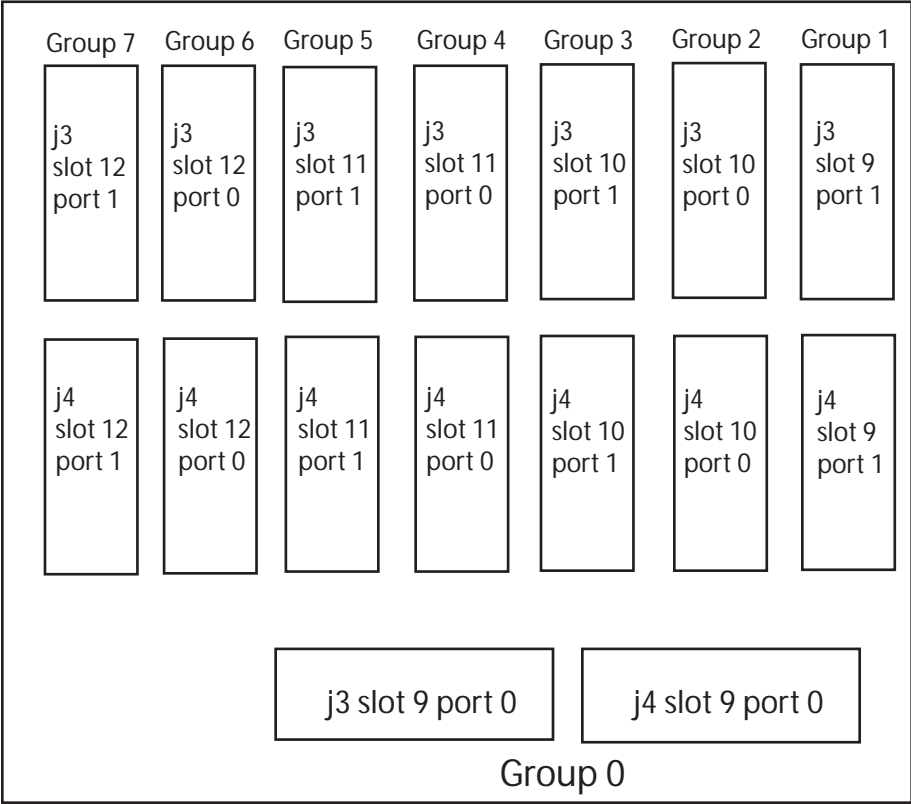 Group 7 Group 6 Group 5 Group 4 Group 3 Group 2 Group 1
j3
slot 12
port 1
j3
slot 12
port 0
j3
slot 11
port 1
j3
slot 11
port 0
j3
slot 10
port 1
j3
slot 10
port 0
j3
slot 9
port 1
j4
slot 12
port 1
j4
slot 12
port 0
j4
slot 11
port 1
j4
slot 11
port 0
j4
slot 10
port 1
j4
slot 10
port 0
j4
slot 9
port 1
j3 slot 9 port 0
j4 slot 9 port 0
Group 0